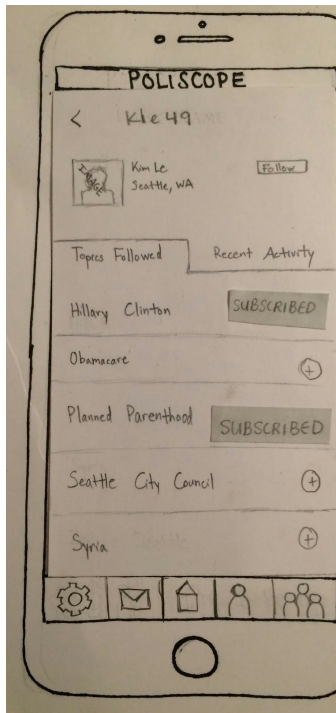 POLISCOPE
< Kle49
IMAGE
Kim Le
Follow
Seattle, WA
Topics Followed
Recent Activity
Hillary Clinton
SUBSCRIBED
Obamacare
+
Planned Parenthood
SUBSCRIBED
Seattle City Council
+
Syria
+